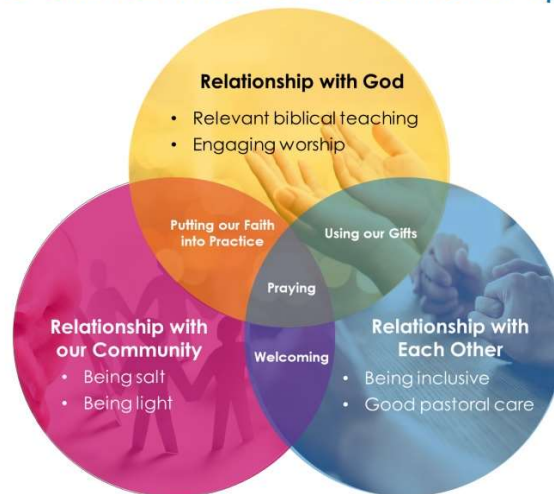 Relationship with God
• Relevant biblical teaching
• Engaging worship
Putting our Faith
into Practice
Using our Gifts
Praying
Relationship with
our Community
• Being salt
• Being light
Welcoming
Relationship with
Each Other
• Being inclusive
• Good pastoral care